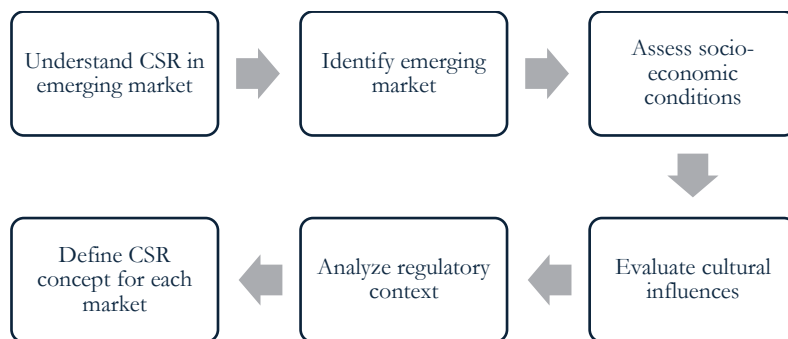 Understand CSR in
emerging market
Identify emerging
market
Assess socio-
economic
conditions
Evaluate cultural
influences
Analyze regulatory
context
Define CSR
concept for each
market